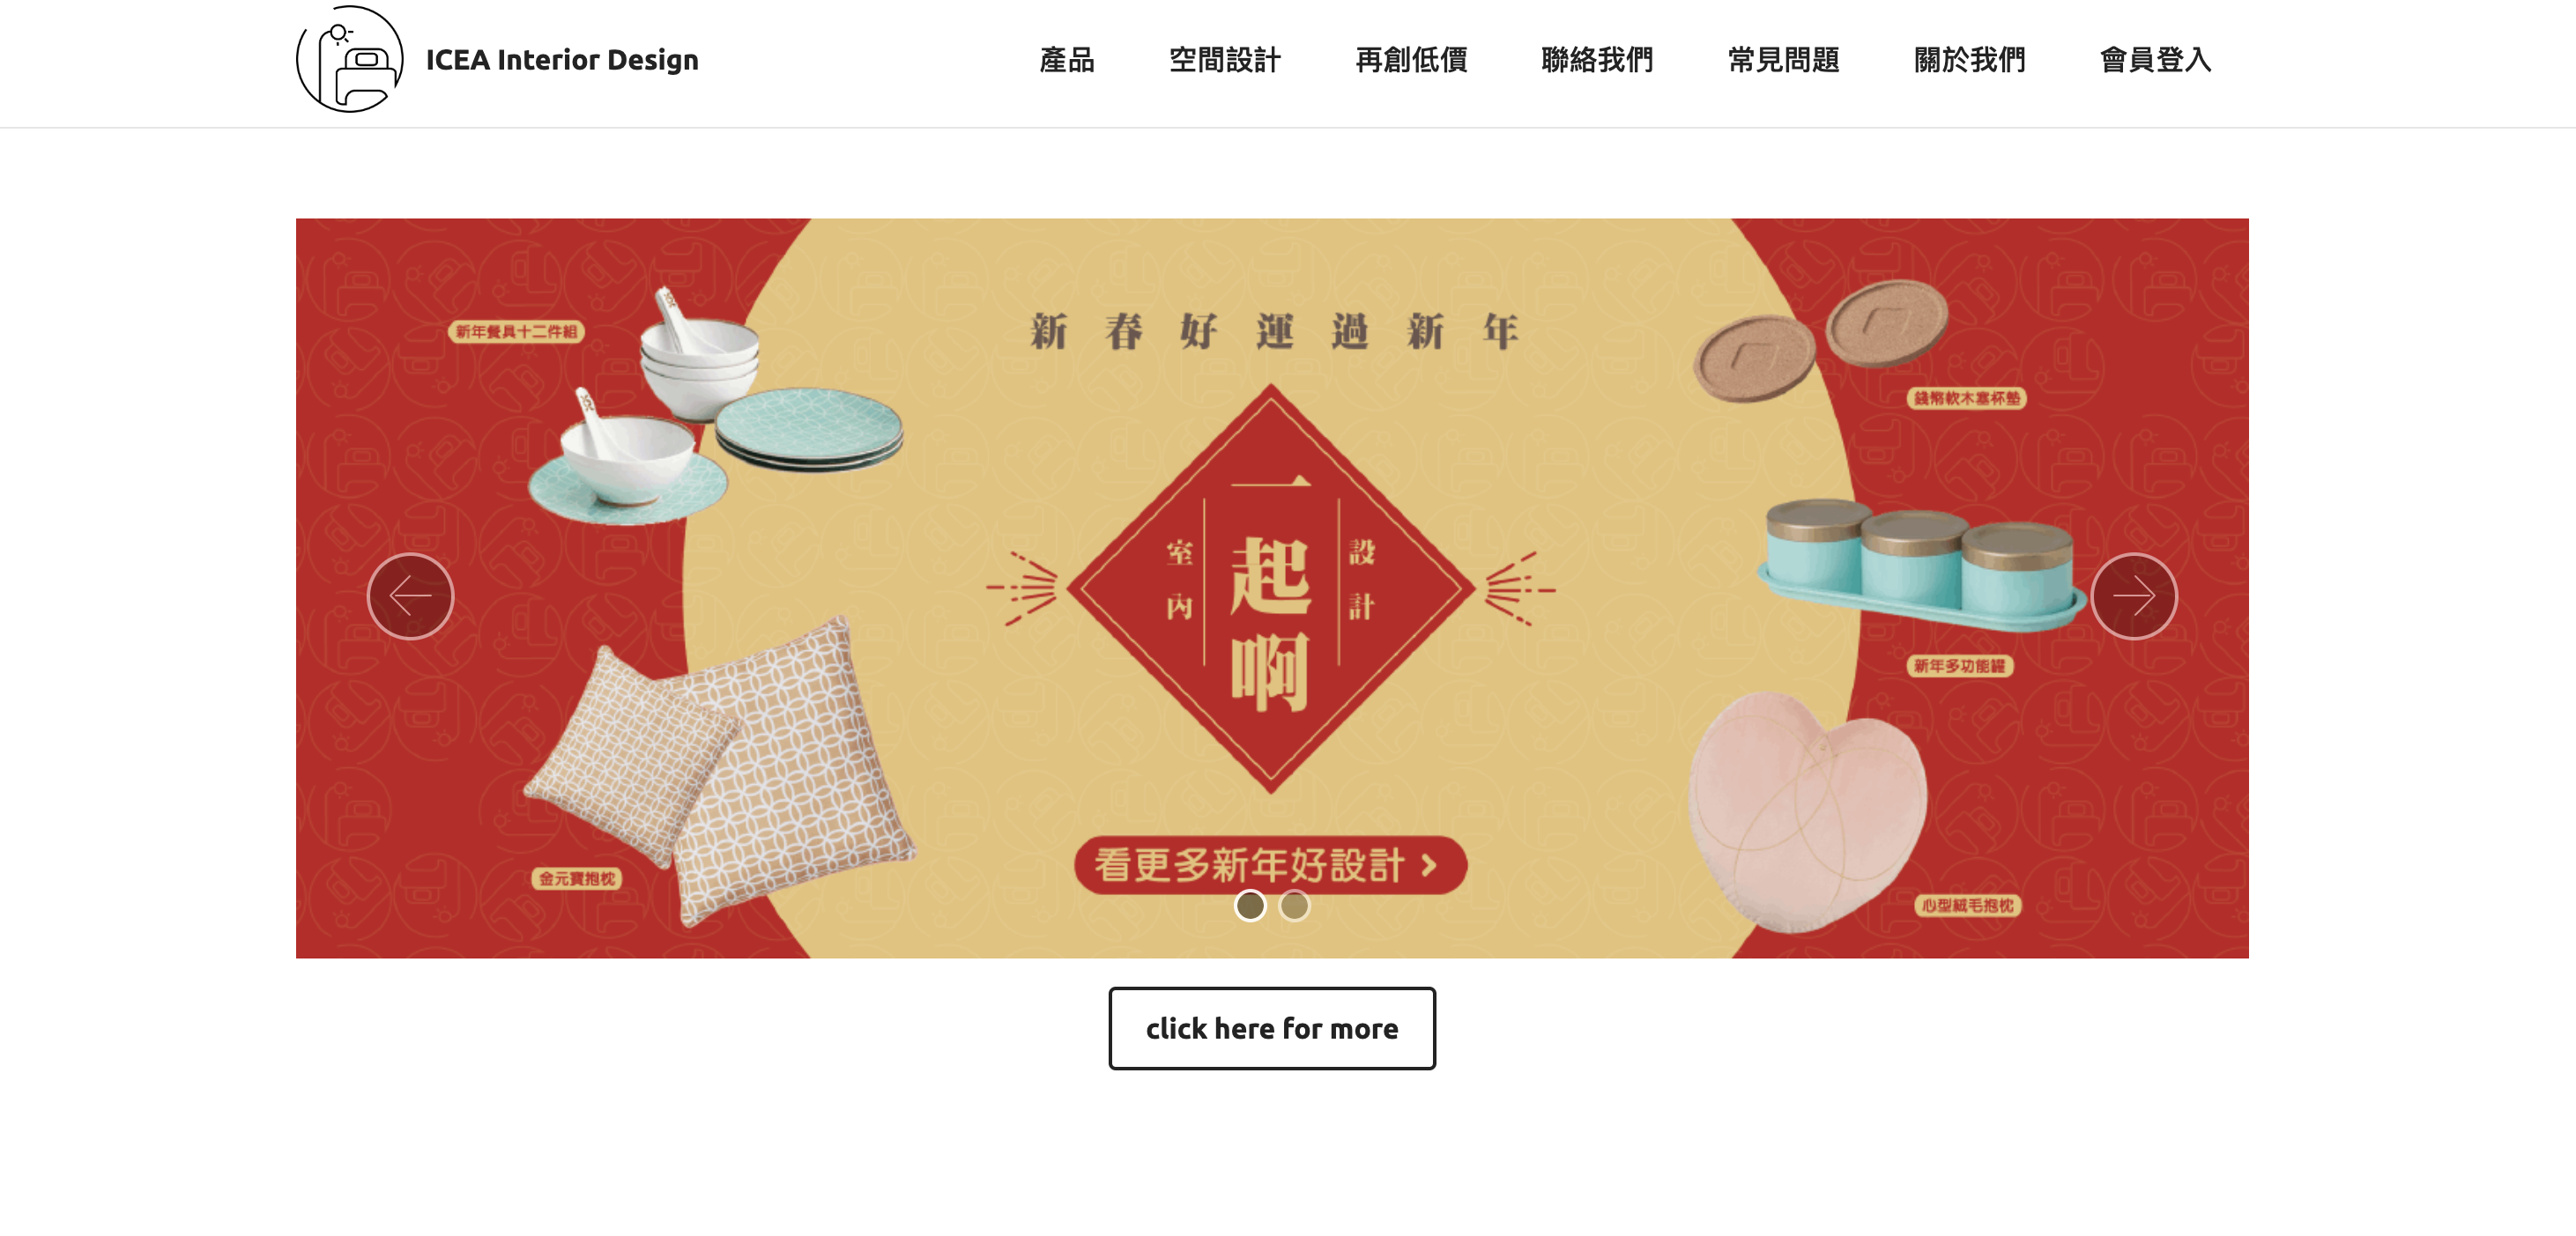 ICEA Interior Design
產品 空間設計 再創低價 聯絡我們 常見問題 關於我們 會員登入
新春好運過新年
新年餐具十二件組
錢幣軟木塞杯墊
一起啊
室內
設計
新年多功能罐
金元寶抱枕
看更多新年好設計 >
心型絨毛抱枕
click here for more